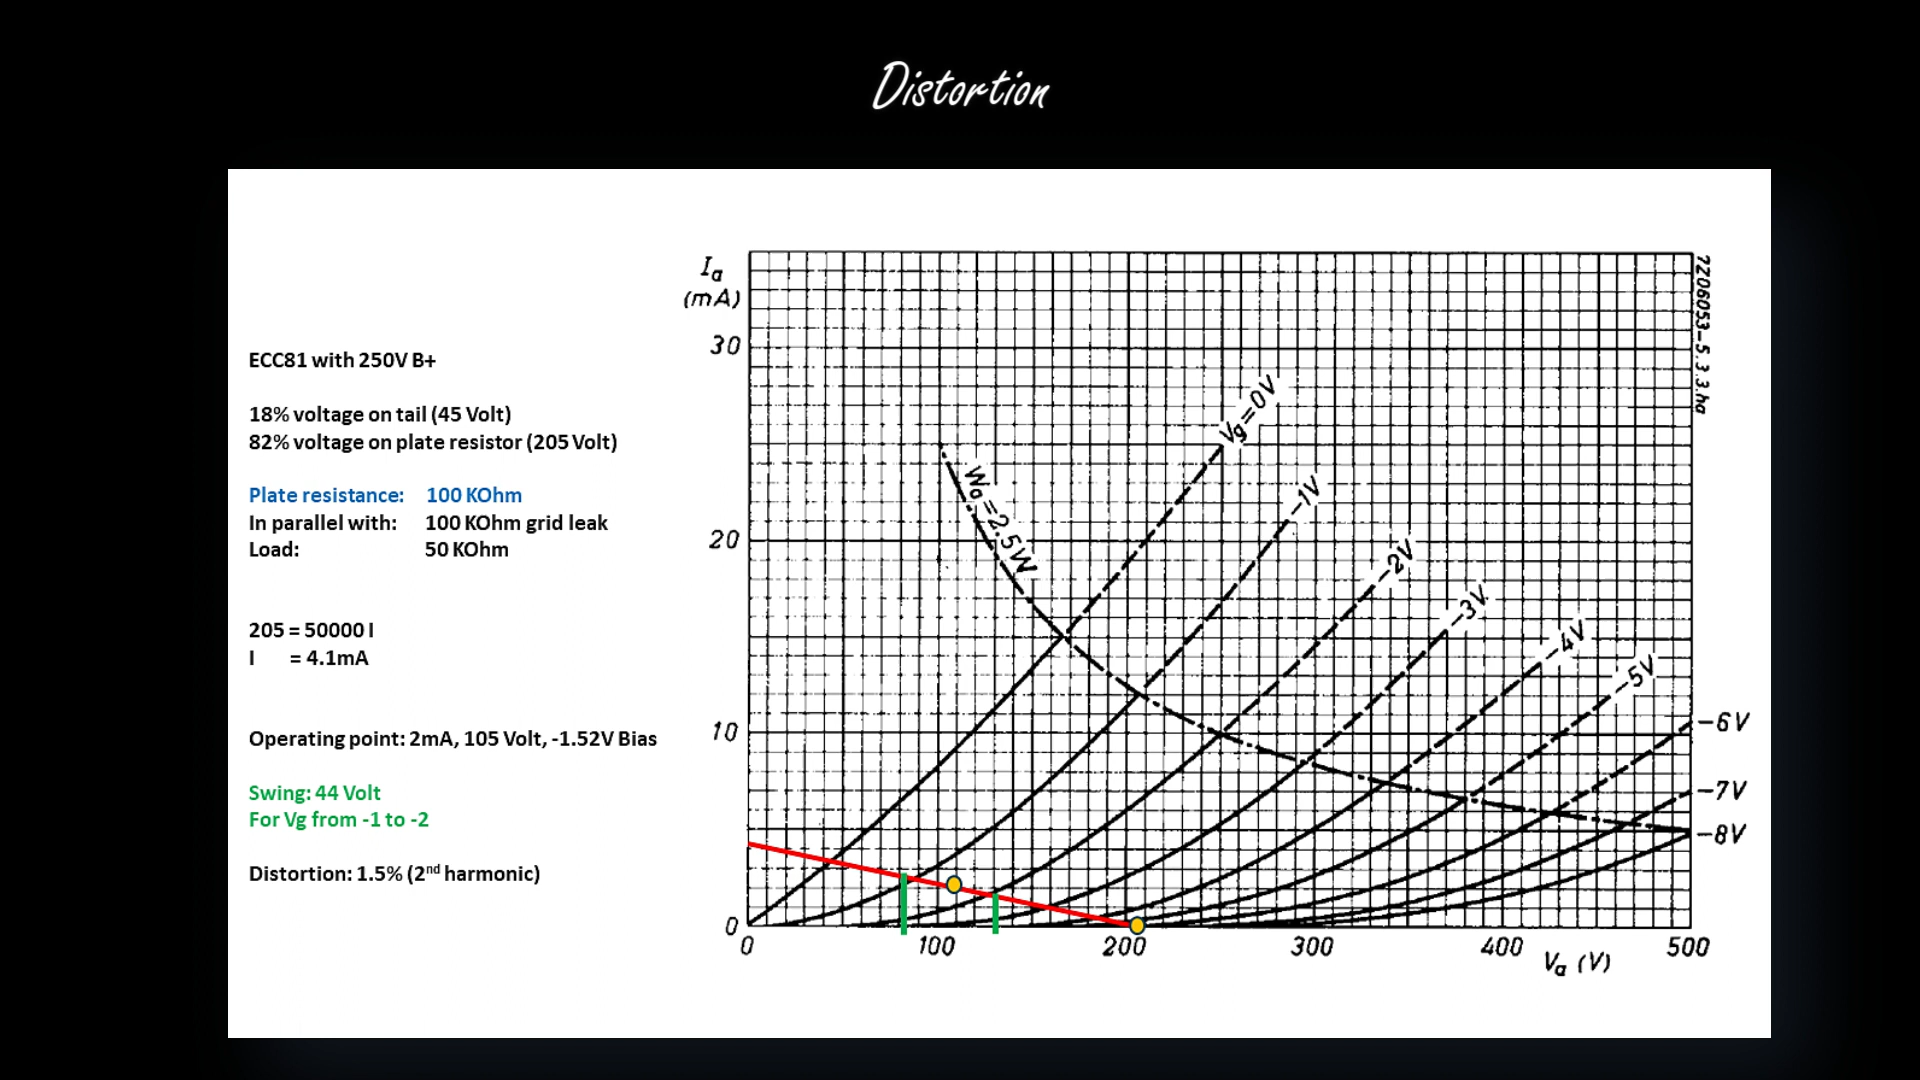 Distortion
ECC81 with 250V B+
18% voltage on tail (45 Volt)
82% voltage on plate resistor (205 Volt)
Plate resistance: 100 KOhm
In parallel with: 100 KOhm grid leak
Load: 50 KOhm
205 = 50000 I
I = 4.1mA
Operating point: 2mA, 105 Volt, -1.52V Bias
Swing: 44 Volt
For Vg from -1 to -2
Distortion: 1.5% (2nd harmonic)
Ia
(mA)
30
20
10
0
Wa=2.5W
Vg=0V
-1V
-2V
-3V
-4V
-5V
-6V
-7V
-8V
7206053-5.3.3.ha
0 100 200 300 400 500
Va (V)